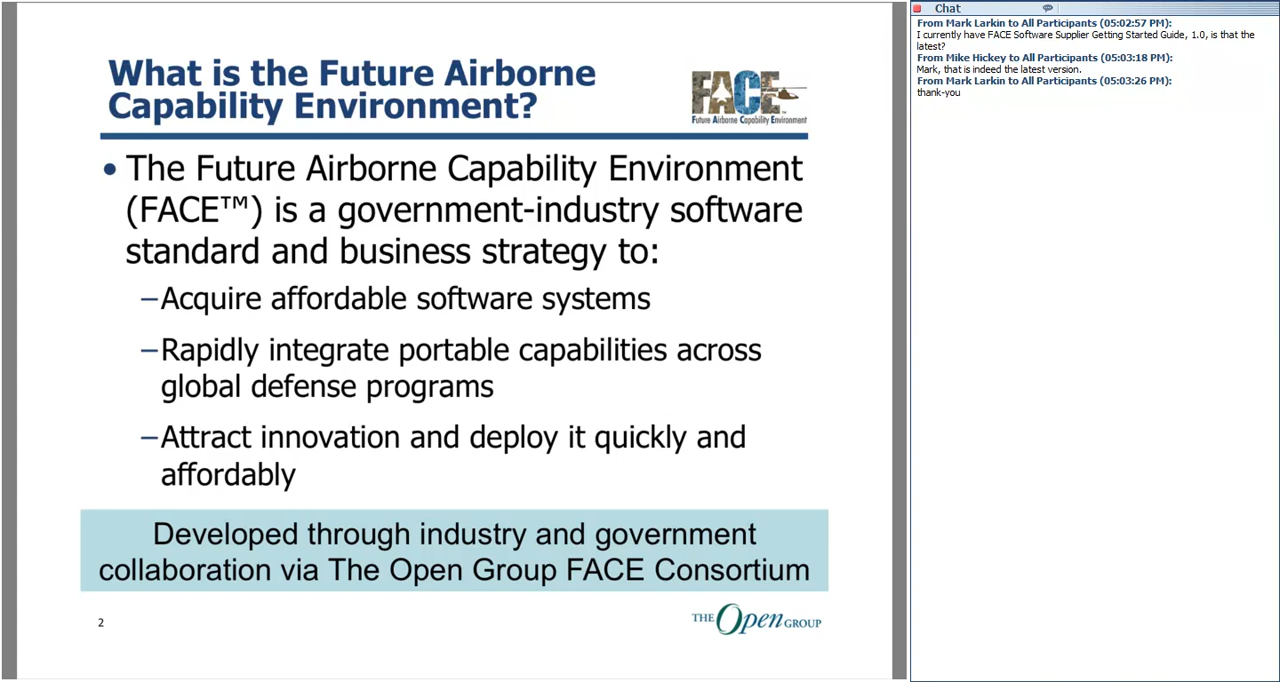 What is the Future Airborne
Capability Environment?
FACE™
Future Airborne Capability Environment
• The Future Airborne Capability Environment
(FACE™) is a government-industry software
standard and business strategy to:
–Acquire affordable software systems
–Rapidly integrate portable capabilities across
global defense programs
–Attract innovation and deploy it quickly and
affordably
Developed through industry and government
collaboration via The Open Group FACE Consortium
2
THE Open GROUP
Chat
From Mark Larkin to All Participants (05:02:57 PM):
I currently have FACE Software Supplier Getting Started Guide, 1.0, is that the
latest?
From Mike Hickey to All Participants (05:03:18 PM):
Mark, that is indeed the latest version.
From Mark Larkin to All Participants (05:03:26 PM):
thank-you